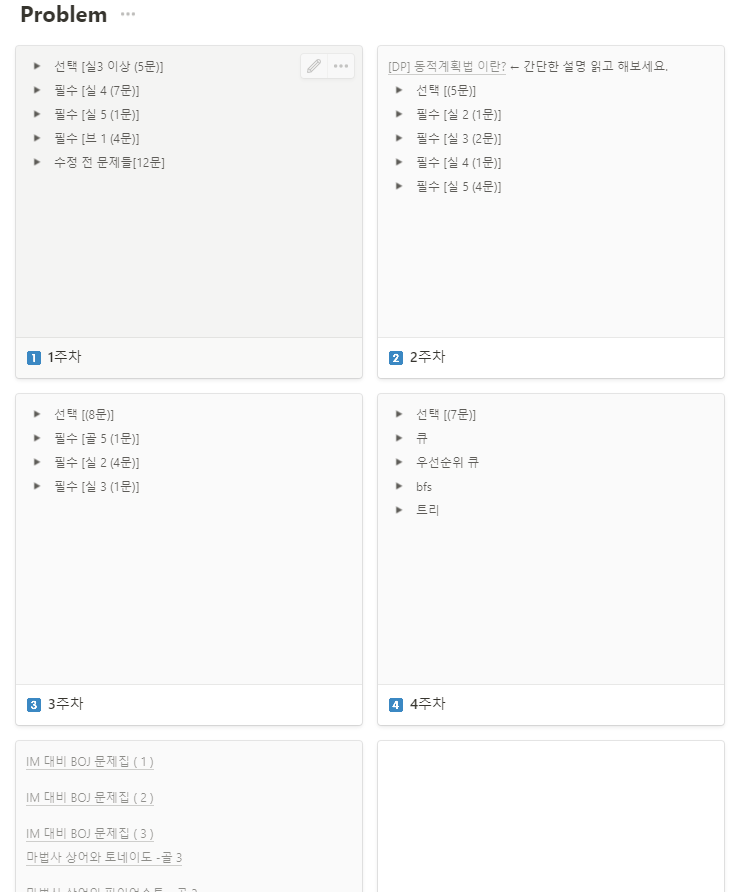 Problem
선택 [실3 이상 (5문)]
필수 [실 4 (7문)]
필수 [실 5 (1문)]
필수 [브 1 (4문)]
수정 전 문제들[12문]
1 1주차
[DP] 동적계획법 이란? ← 간단한 설명 읽고 해보세요.
선택 [(5문)]
필수 [실 2 (1문)]
필수 [실 3 (2문)]
필수 [실 4 (1문)]
필수 [실 5 (4문)]
2 2주차
선택 [(8문)]
필수 [골 5 (1문)]
필수 [실 2 (4문)]
필수 [실 3 (1문)]
3 3주차
선택 [(7문)]
큐
우선순위 큐
bfs
트리
4 4주차
IM 대비 BOJ 문제집 ( 1 )
IM 대비 BOJ 문제집 ( 2 )
IM 대비 BOJ 문제집 ( 3 )
마법사 상어와 토네이도 -골 3